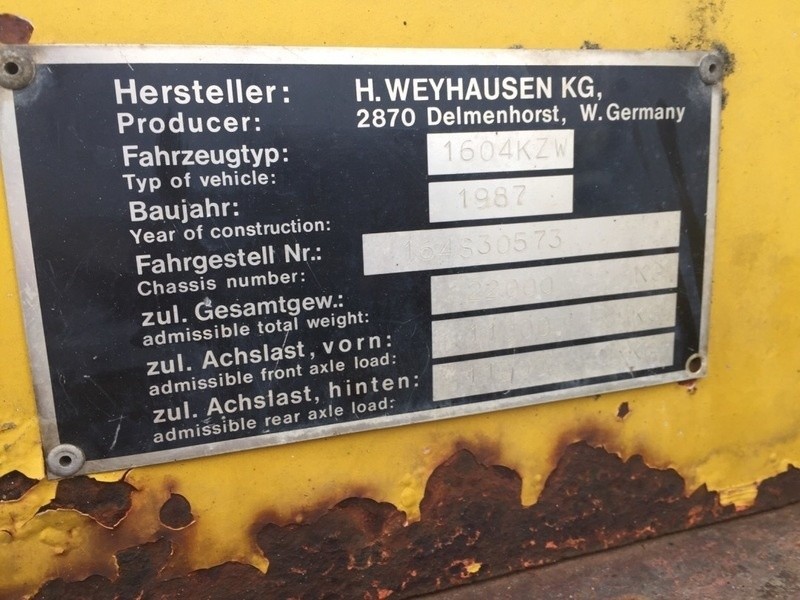 Hersteller: H. WEYHAUSEN KG,
Producer: 2870 Delmenhorst, W. Germany
Fahrzeugtyp: 1604KZW
Typ of vehicle:
Baujahr: 1987
Year of construction:
Fahrgestell Nr.:
Chassis number:
zul. Gesamtgew.:
admissible total weight:
zul. Achslast, vorn:
admissible front axle load:
zul. Achslast, hinten:
admissible rear axle load: